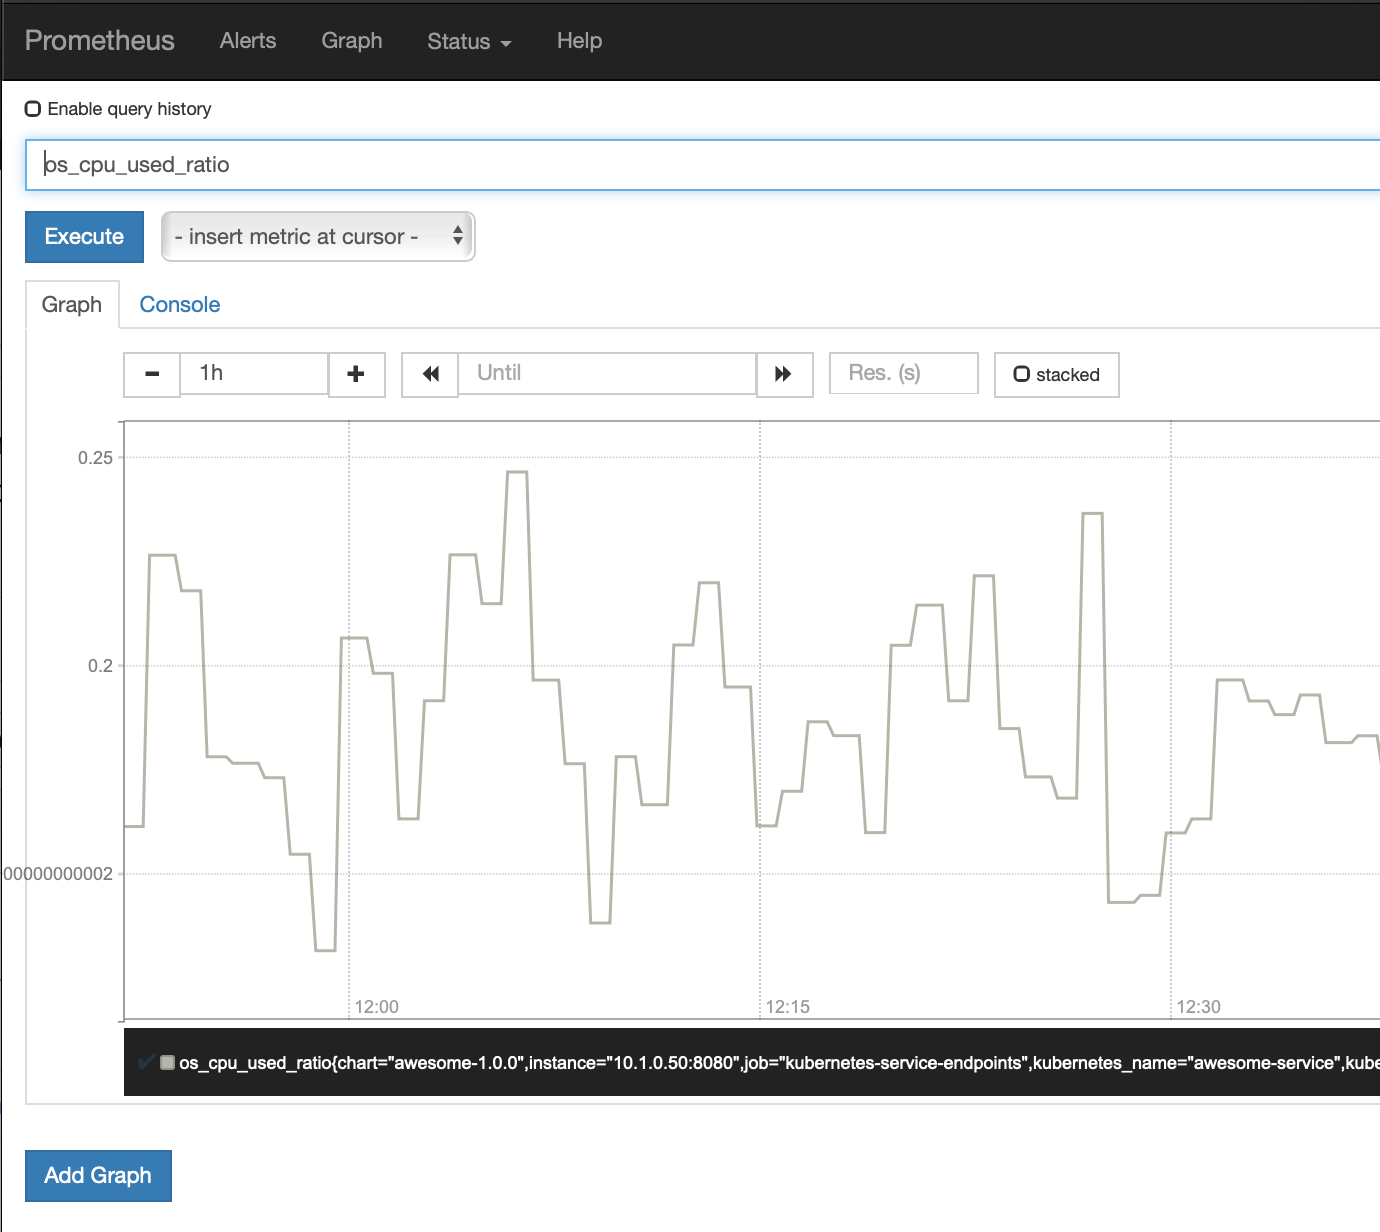 Prometheus Alerts Graph Status Help
Enable query history
os_cpu_used_ratio
Execute - insert metric at cursor -
Graph Console
1h Until Res. (s) stacked
0.25
0.2
00000000002
12:00 12:15 12:30
os_cpu_used_ratio{chart="awesome-1.0.0",instance="10.1.0.50:8080",job="kubernetes-service-endpoints",kubernetes_name="awesome-service",kube
Add Graph